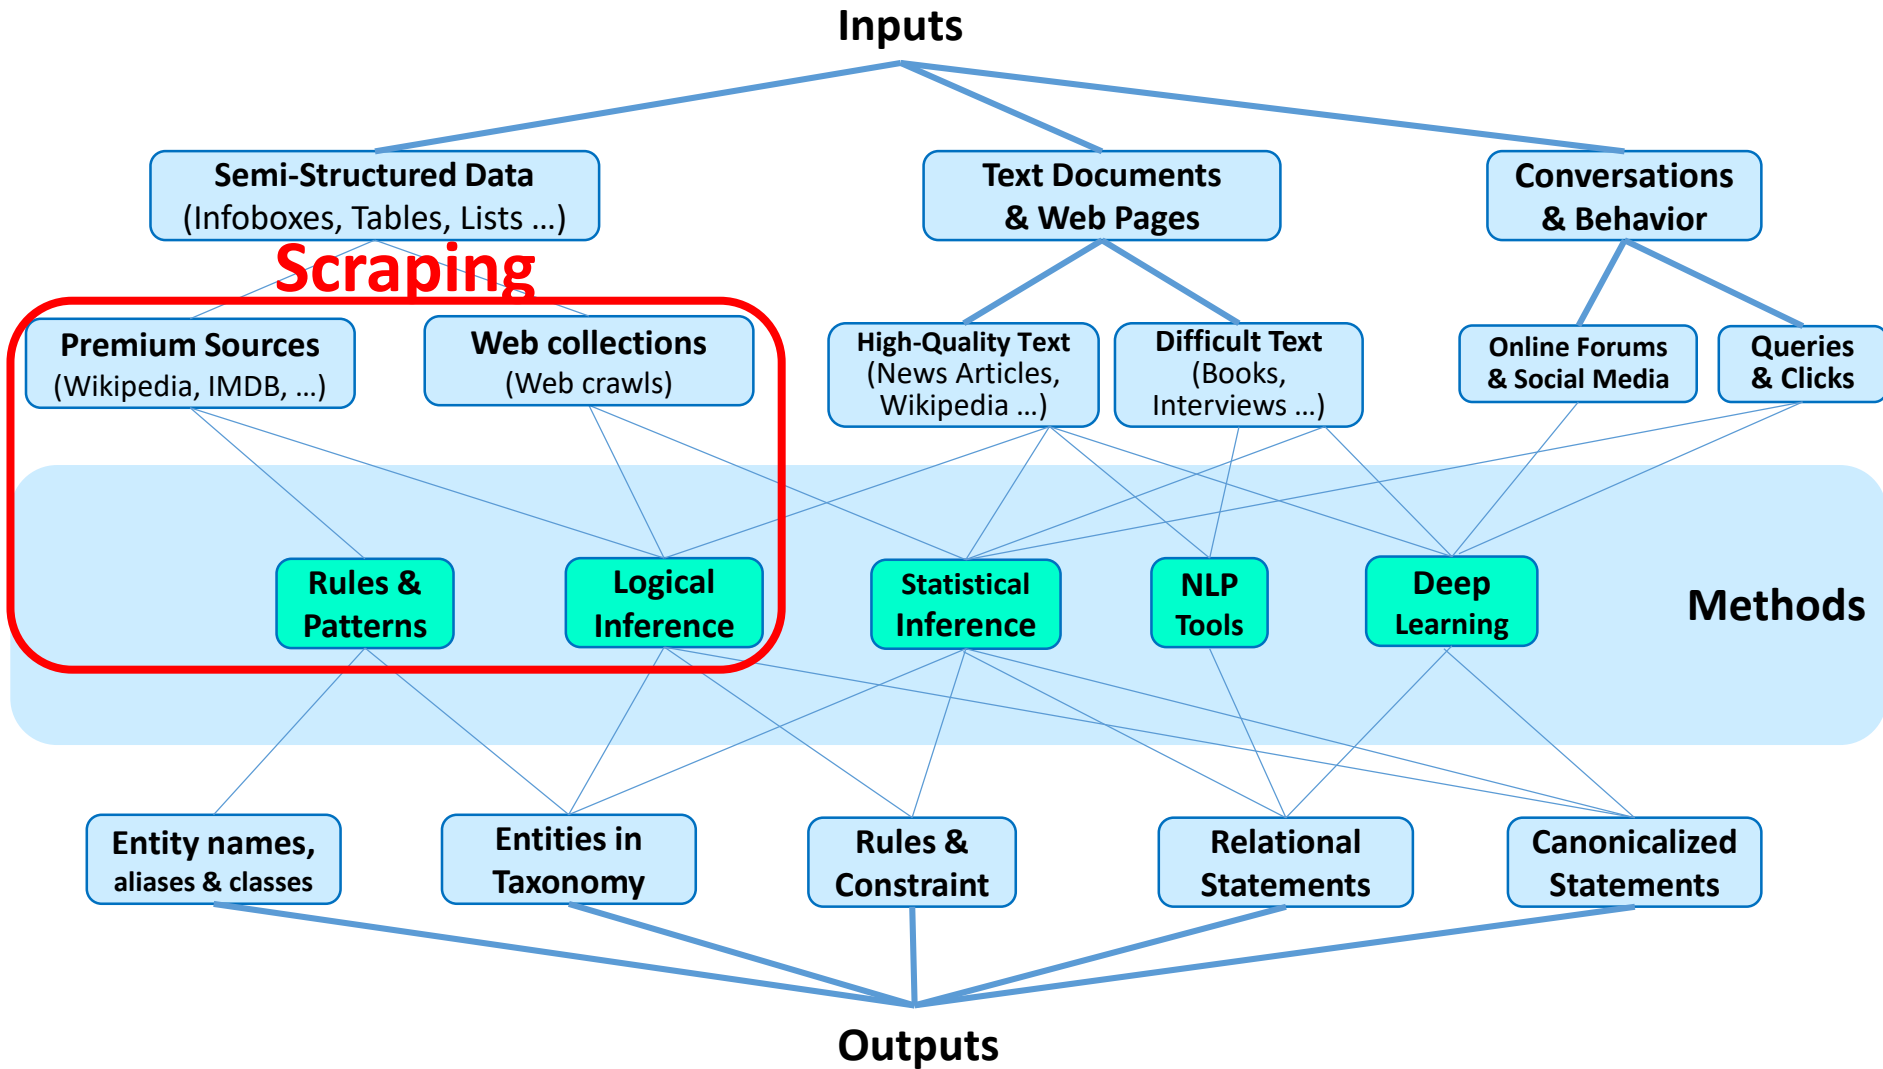 Inputs
Semi-Structured Data
(Infoboxes, Tables, Lists …)
Text Documents
& Web Pages
Conversations
& Behavior
Scraping
Premium Sources
(Wikipedia, IMDB, …)
Web collections
(Web crawls)
High-Quality Text
(News Articles,
Wikipedia …)
Difficult Text
(Books,
Interviews …)
Online Forums
& Social Media
Queries
& Clicks
Rules &
Patterns
Logical
Inference
Statistical
Inference
NLP
Tools
Deep
Learning
Methods
Entity names,
aliases & classes
Entities in
Taxonomy
Rules &
Constraint
Relational
Statements
Canonicalized
Statements
Outputs